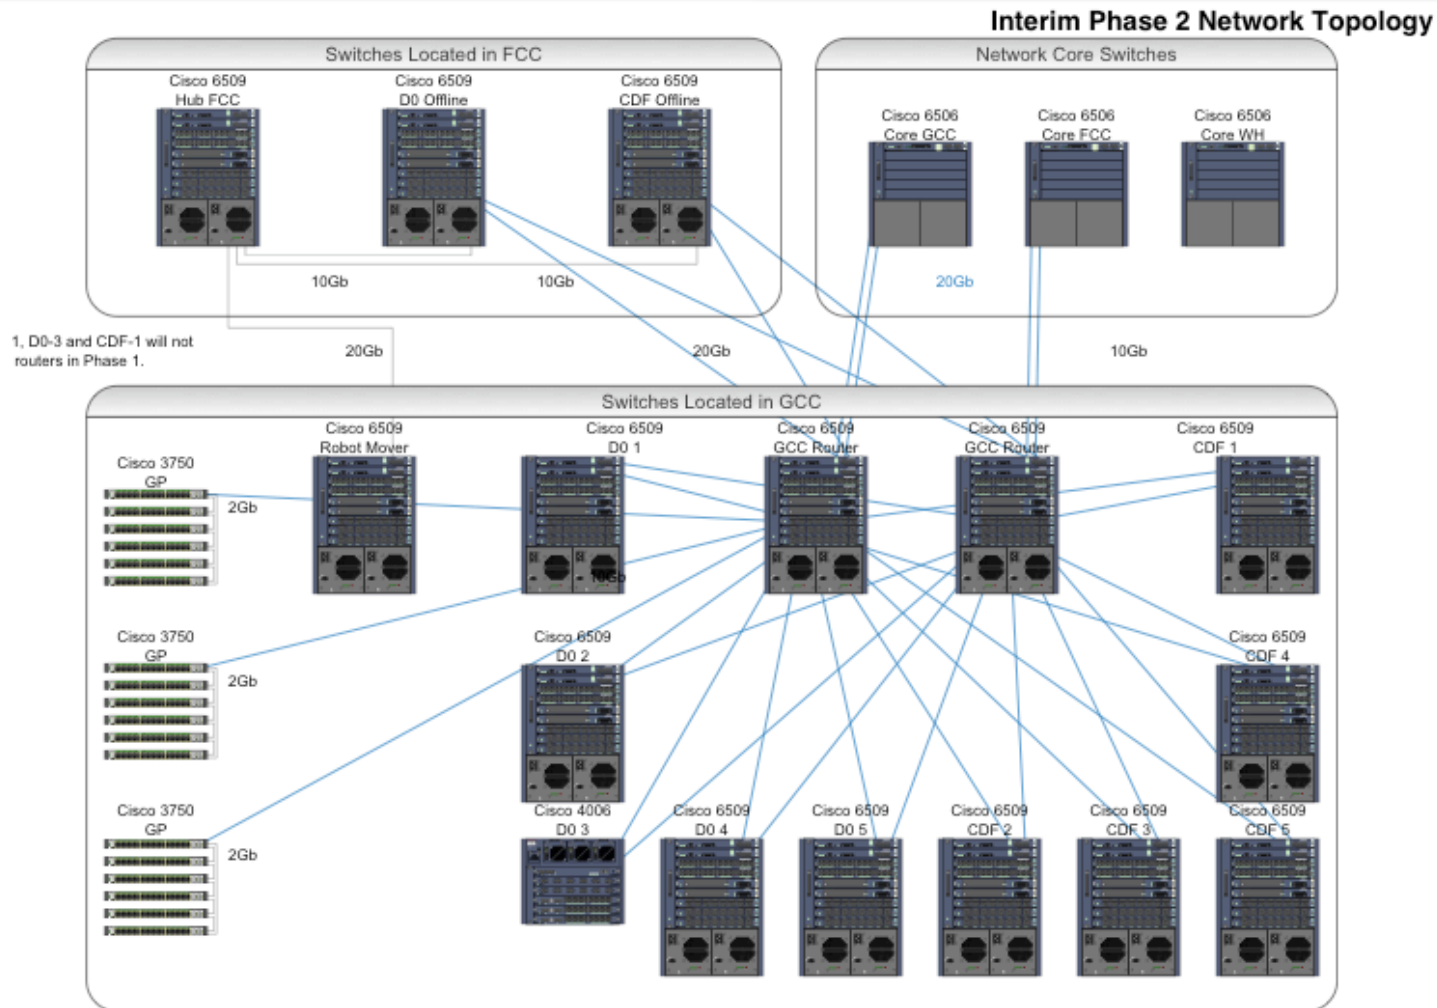 Interim Phase 2 Network Topology
Switches Located in FCC
Network Core Switches
Cisco 6509
Hub FCC
Cisco 6509
D0 Offline
Cisco 6509
CDF Offline
Cisco 6506
Core GCC
Cisco 6506
Core FCC
Cisco 6506
Core WH
10Gb
10Gb
20Gb
1, D0-3 and CDF-1 will not
routers in Phase 1.
20Gb
20Gb
10Gb
Switches Located in GCC
Cisco 6509
Robot Mover
Cisco 6509
D0 1
Cisco 6509
GCC Router
Cisco 6509
GCC Router
Cisco 6509
CDF 1
Cisco 3750
GP
2Gb
10Gb
Cisco 3750
GP
2Gb
Cisco 6509
D0 2
Cisco 6509
CDF 4
Cisco 3750
GP
2Gb
Cisco 4006
D0 3
Cisco 6509
D0 4
Cisco 6509
D0 5
Cisco 6509
CDF 2
Cisco 6509
CDF 3
Cisco 6509
CDF 5